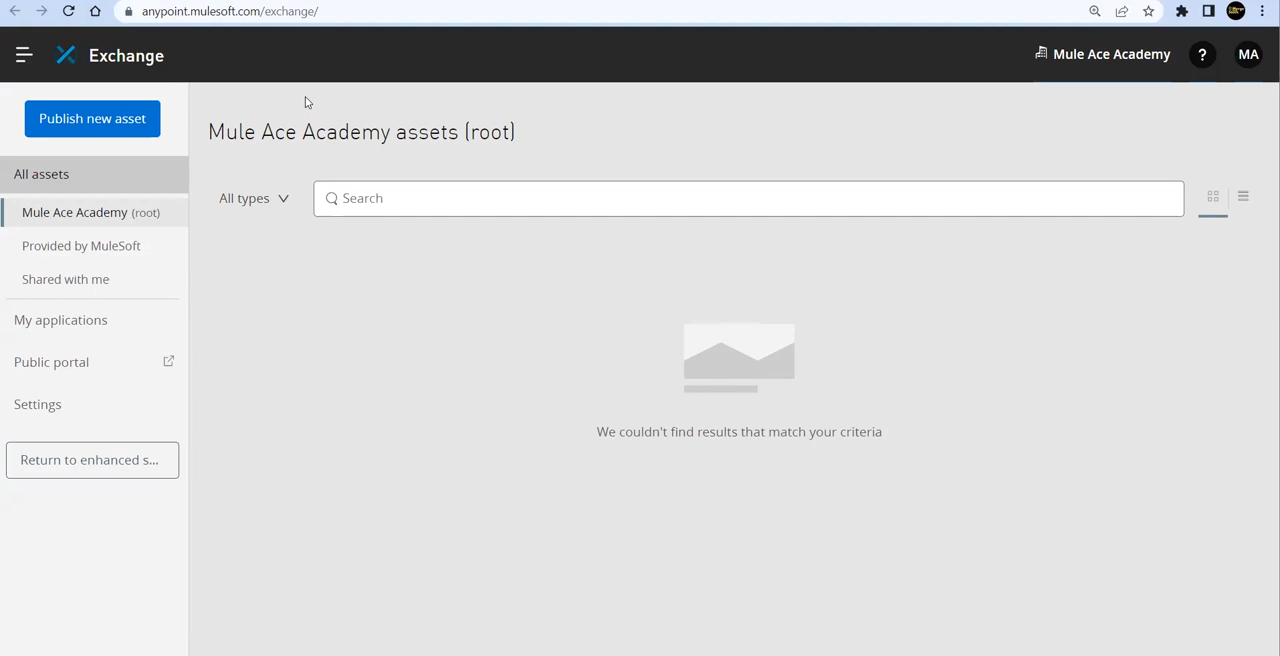 anypoint.mulesoft.com/exchange/
Exchange
Mule Ace Academy
?
MA
Publish new asset
All assets
Mule Ace Academy (root)
Provided by MuleSoft
Shared with me
My applications
Public portal
Settings
Return to enhanced s...
Mule Ace Academy assets (root)
All types
Search
We couldn't find results that match your criteria